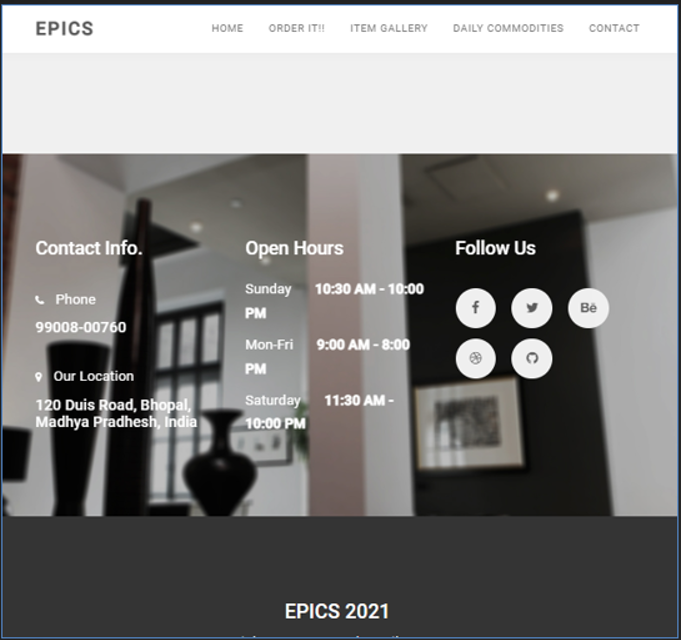 EPICS
HOME ORDER IT!! ITEM GALLERY DAILY COMMODITIES CONTACT
Contact Info.
Phone
99008-00760
Our Location
120 Duis Road, Bhopal,
Madhya Pradhesh, India
Open Hours
Sunday 10:30 AM - 10:00
PM
Mon-Fri 9:00 AM - 8:00
PM
Saturday 11:30 AM -
10:00 PM
Follow Us
f
Bē
EPICS 2021